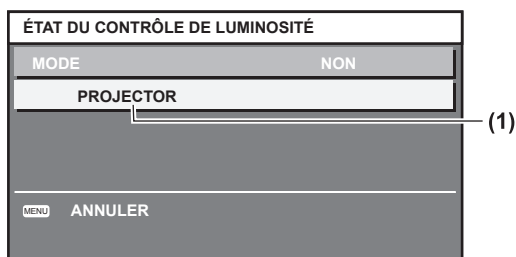 ÉTAT DU CONTRÔLE DE LUMINOSITÉ
MODE NON
PROJECTOR
(1)
MENU ANNULER